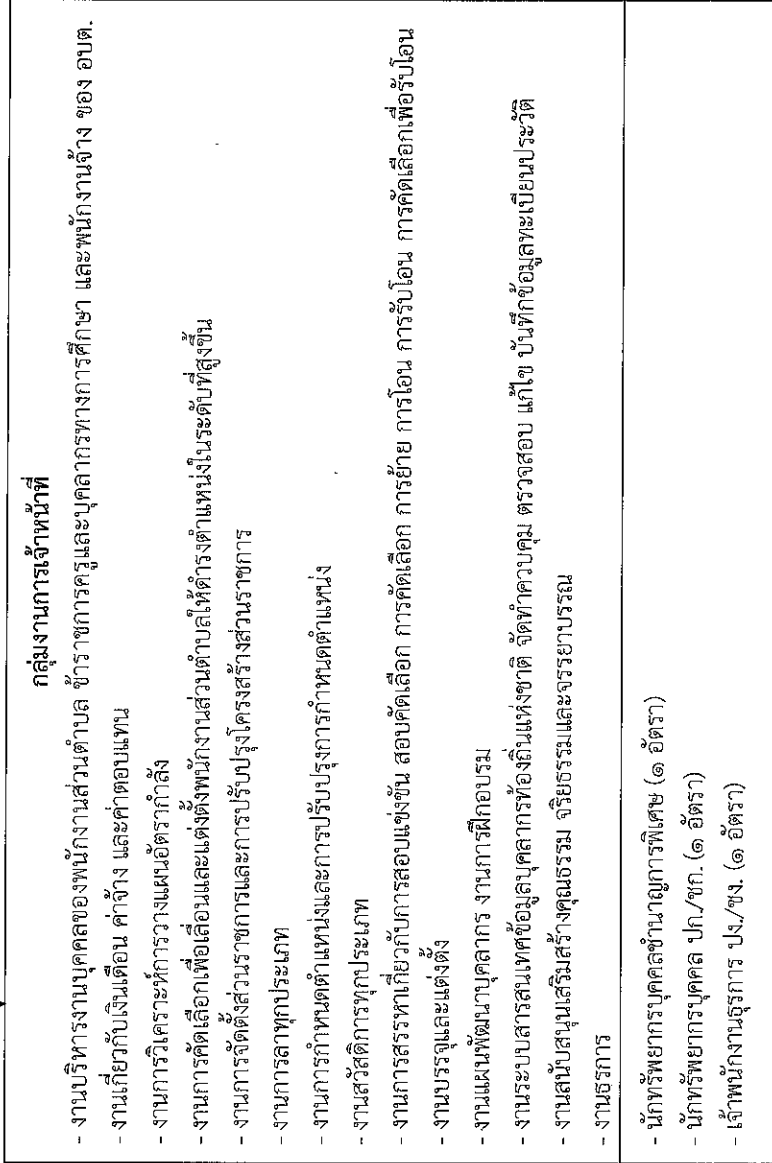 กลุ่มงานการเจ้าหน้าที่
- งานบริหารงานบุคคลของพนักงานส่วนตำบล ข้าราชการครูและบุคลากรทางการศึกษา และพนักงานจ้าง ของ อบต.
- งานเกี่ยวกับเงินเดือน ค่าจ้าง และค่าตอบแทน
- งานการวิเคราะห์การวางแผนอัตรากำลัง
- งานการคัดเลือกเพื่อเลื่อนและแต่งตั้งพนักงานส่วนตำบลให้ดำรงตำแหน่งในระดับที่สูงขึ้น
- งานการจัดตั้งส่วนราชการและการปรับปรุงโครงสร้างส่วนราชการ
- งานการลาทุกประเภท
- งานการกำหนดตำแหน่งและการปรับปรุงการกำหนดตำแหน่ง
- งานสวัสดิการทุกประเภท
- งานการสรรหาเกี่ยวกับการสอบแข่งขัน สอบคัดเลือก การคัดเลือก การย้าย การโอน การรับโอน การคัดเลือกเพื่อรับโอน
- งานบรรจุและแต่งตั้ง
- งานแผนพัฒนาบุคลากร งานการฝึกอบรม
- งานระบบสารสนเทศข้อมูลบุคลากรท้องถิ่นแห่งชาติ จัดทำควบคุม ตรวจสอบ แก้ไข บันทึกข้อมูลทะเบียนประวัติ
- งานสนับสนุนเสริมสร้างคุณธรรม จริยธรรมและจรรยาบรรณ
- งานธุรการ
- นักทรัพยากรบุคคลชำนาญการพิเศษ (๑ อัตรา)
- นักทรัพยากรบุคคล ปก./ชก. (๑ อัตรา)
- เจ้าพนักงานธุรการ ปง./ชง. (๑ อัตรา)